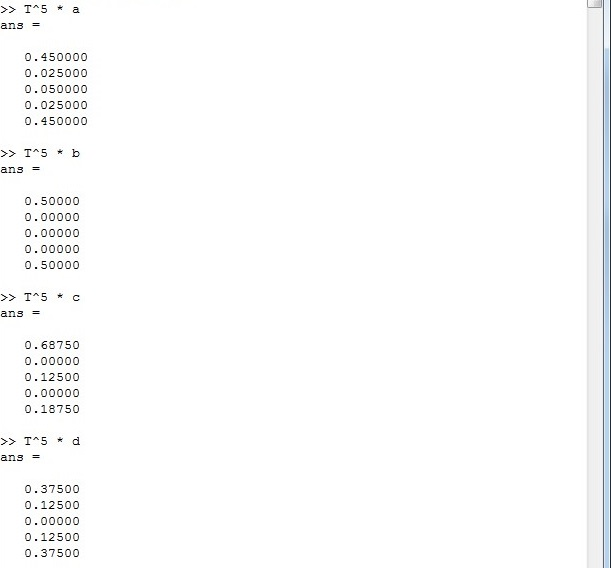 >> T^5 * a
ans =
0.450000
0.025000
0.050000
0.025000
0.450000
>> T^5 * b
ans =
0.50000
0.00000
0.00000
0.00000
0.50000
>> T^5 * c
ans =
0.68750
0.00000
0.12500
0.00000
0.18750
>> T^5 * d
ans =
0.37500
0.12500
0.00000
0.12500
0.37500